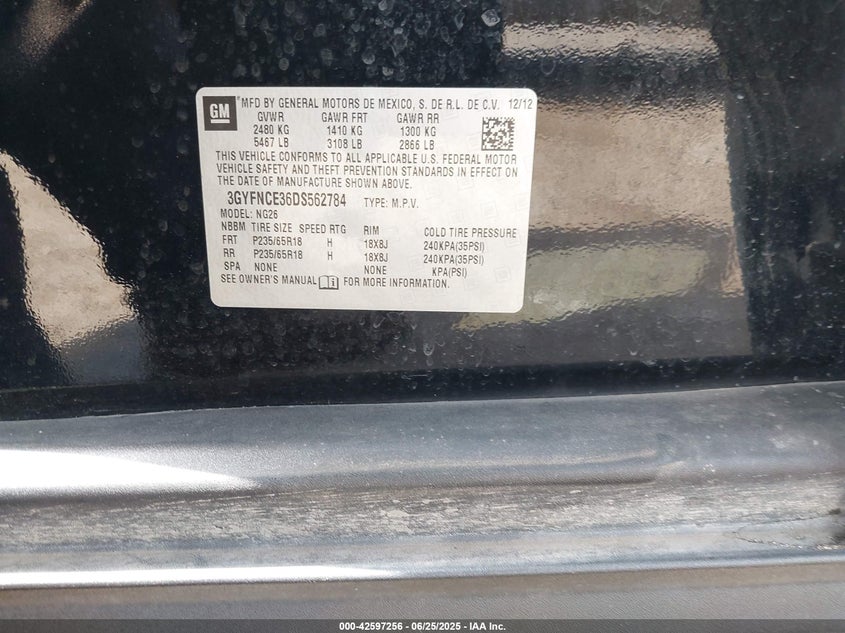 GM ® MFD BY GENERAL MOTORS DE MEXICO, S. DE R.L. DE C.V. 12/12
GVWR GAWR FRT GAWR RR
2480 KG 1410 KG 1300 KG
5467 LB 3108 LB 2866 LB
THIS VEHICLE CONFORMS TO ALL APPLICABLE U.S. FEDERAL MOTOR
VEHICLE SAFETY AND THEFT PREVENTION STANDARDS IN EFFECT ON
THE DATE OF MANUFACTURE SHOWN ABOVE.
3GYFNCE36DS562784 TYPE: M.P.V.
MODEL: NG26
NBBM TIRE SIZE SPEED RTG RIM COLD TIRE PRESSURE
FRT P235/65R18 H 18X8J 240KPA(35PSI)
RR P235/65R18 H 18X8J 240KPA(35PSI)
SPA NONE NONE KPA(PSI)
SEE OWNER'S MANUAL FOR MORE INFORMATION.
000-42597256 - 06/25/2025 - IAA Inc.